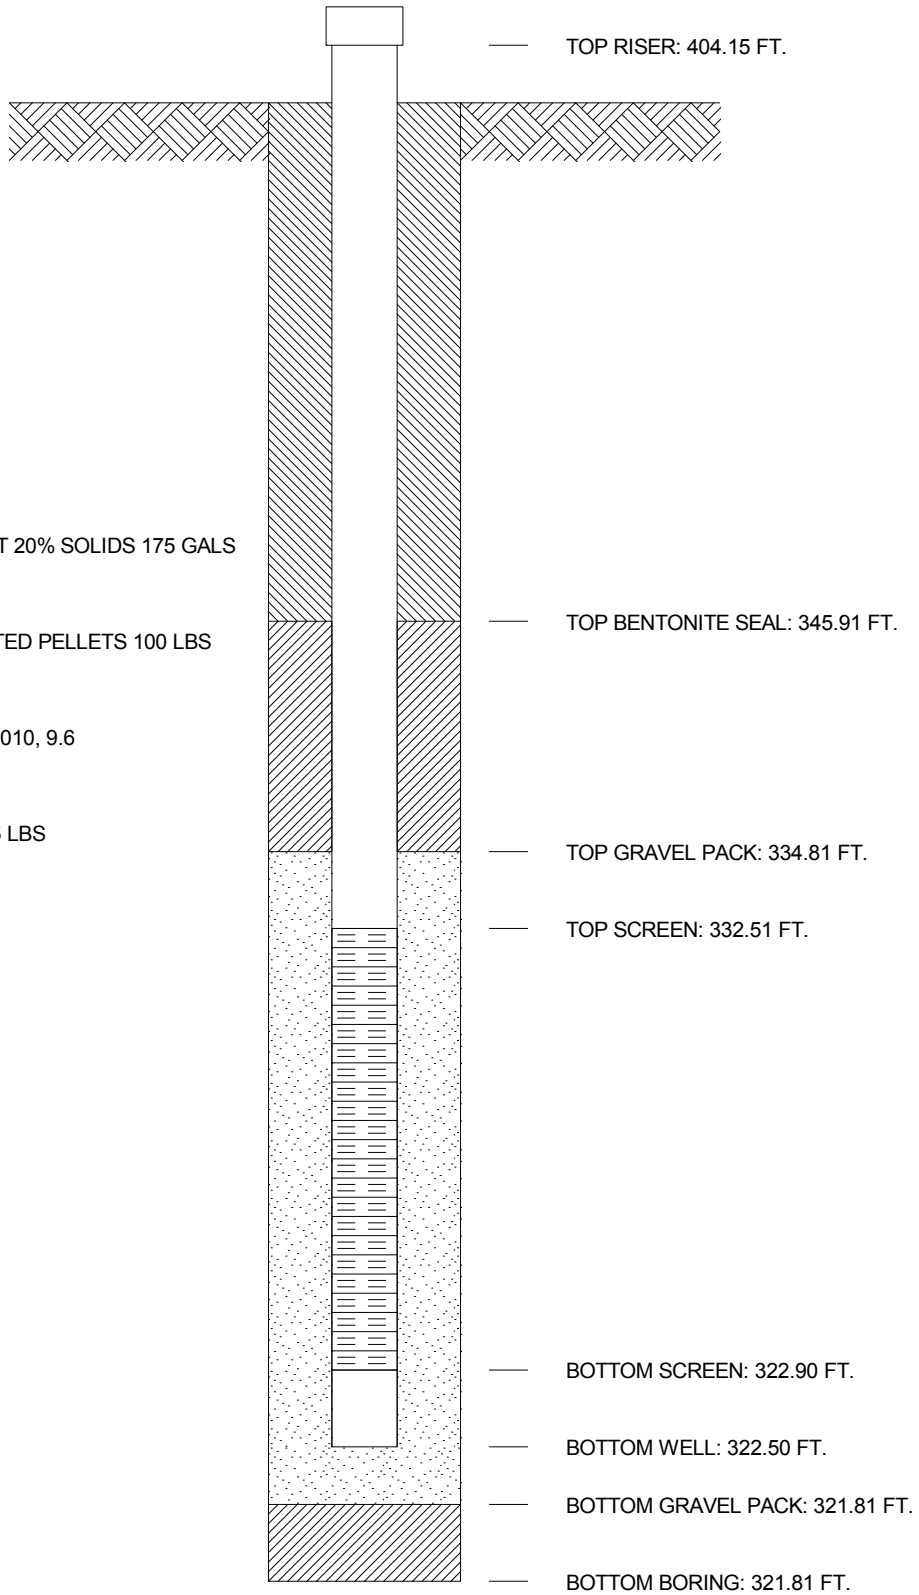 TOP RISER: 404.15 FT.
20% SOLIDS 175 GALS
TOP BENTONITE SEAL: 345.91 FT.
PELLETS 100 LBS
010, 9.6
LBS
TOP GRAVEL PACK: 334.81 FT.
TOP SCREEN: 332.51 FT.
BOTTOM SCREEN: 322.90 FT.
BOTTOM WELL: 322.50 FT.
BOTTOM GRAVEL PACK: 321.81 FT.
BOTTOM BORING: 321.81 FT.